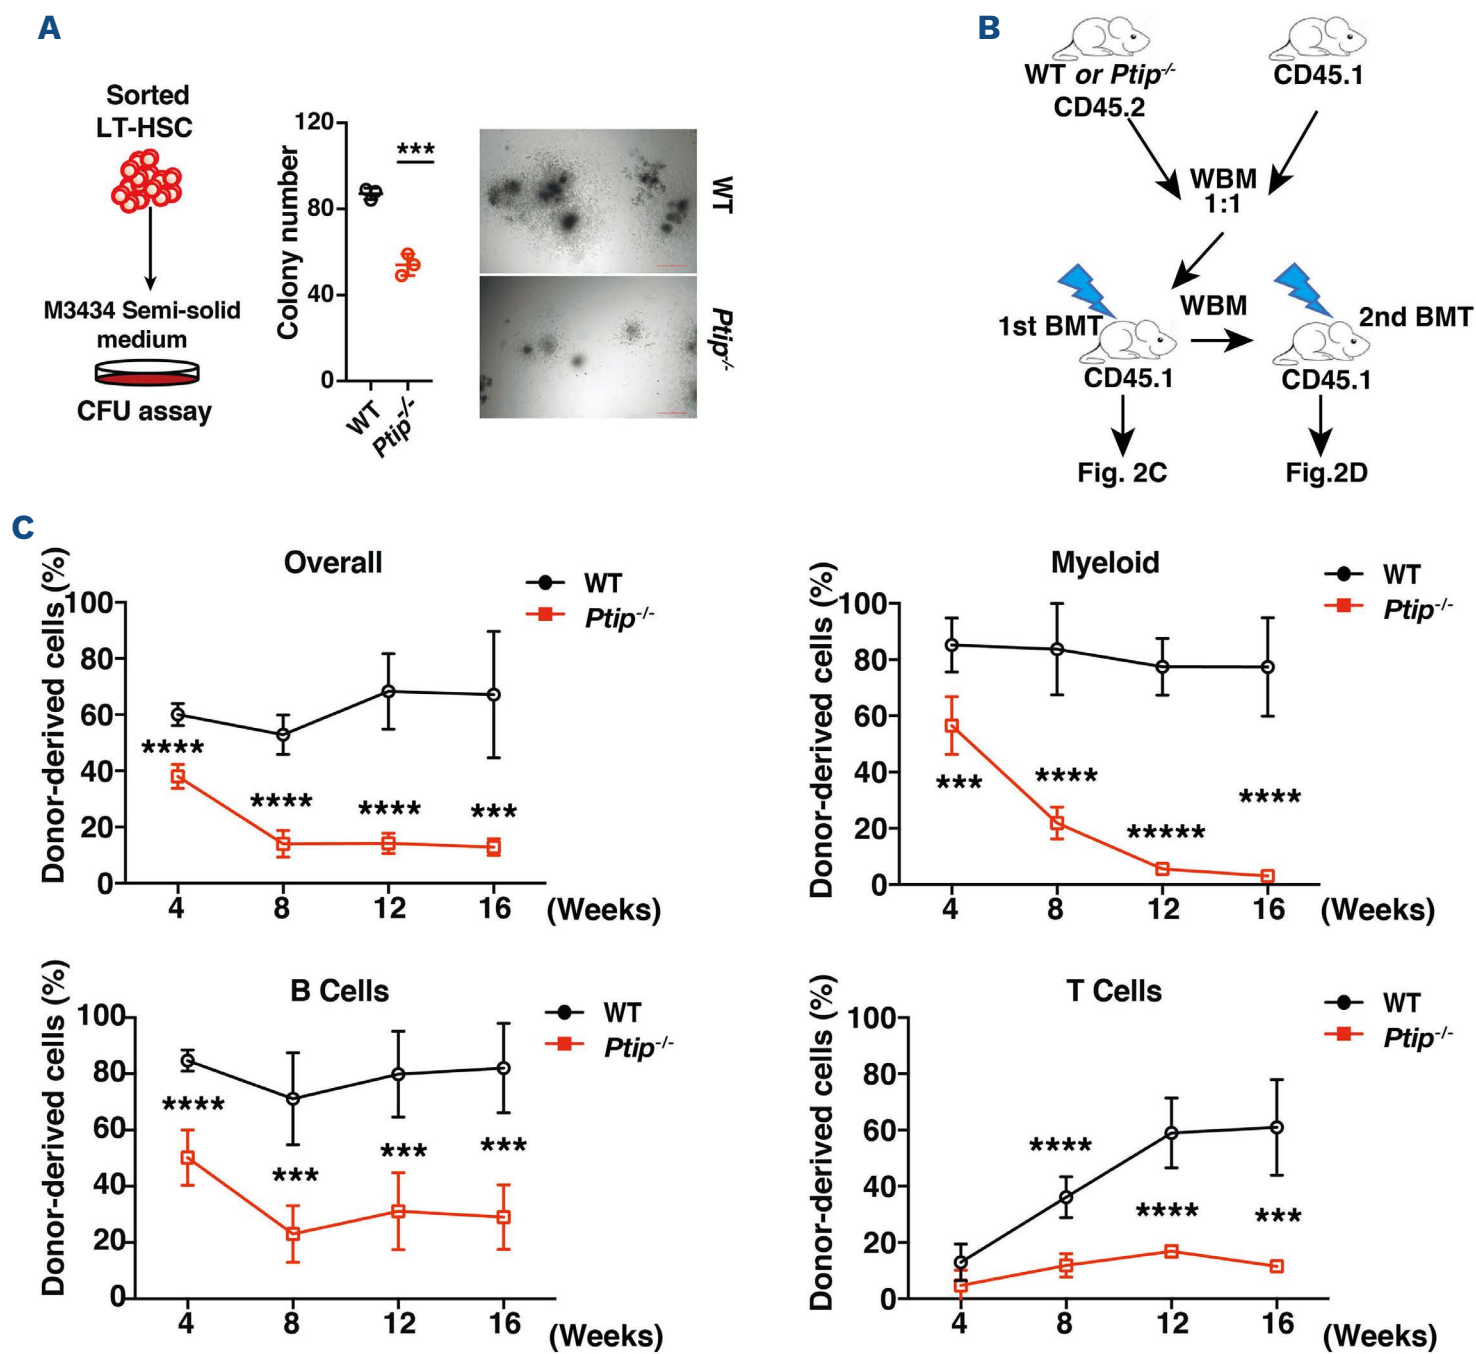 A
Sorted
LT-HSC
M3434 Semi-solid
medium
CFU assay
Colony number
120
80
40
0
***
WT
Ptip-/-
WT
Ptip-/-
B
WT or Ptip-/-
CD45.2
CD45.1
WBM
1:1
1st BMT
WBM
2nd BMT
CD45.1
CD45.1
Fig. 2C
Fig.2D
C
Overall
Donor-derived cells (%)
100
80
60
40
20
0
WT
Ptip-/-
****
****
****
***
4 8 12 16 (Weeks)
Myeloid
Donor-derived cells (%)
100
80
60
40
20
0
WT
Ptip-/-
***
****
*****
****
4 8 12 16 (Weeks)
B Cells
Donor-derived cells (%)
100
80
60
40
20
0
WT
Ptip-/-
****
***
***
***
4 8 12 16 (Weeks)
T Cells
Donor-derived cells (%)
100
80
60
40
20
0
WT
Ptip-/-
****
****
***
4 8 12 16 (Weeks)